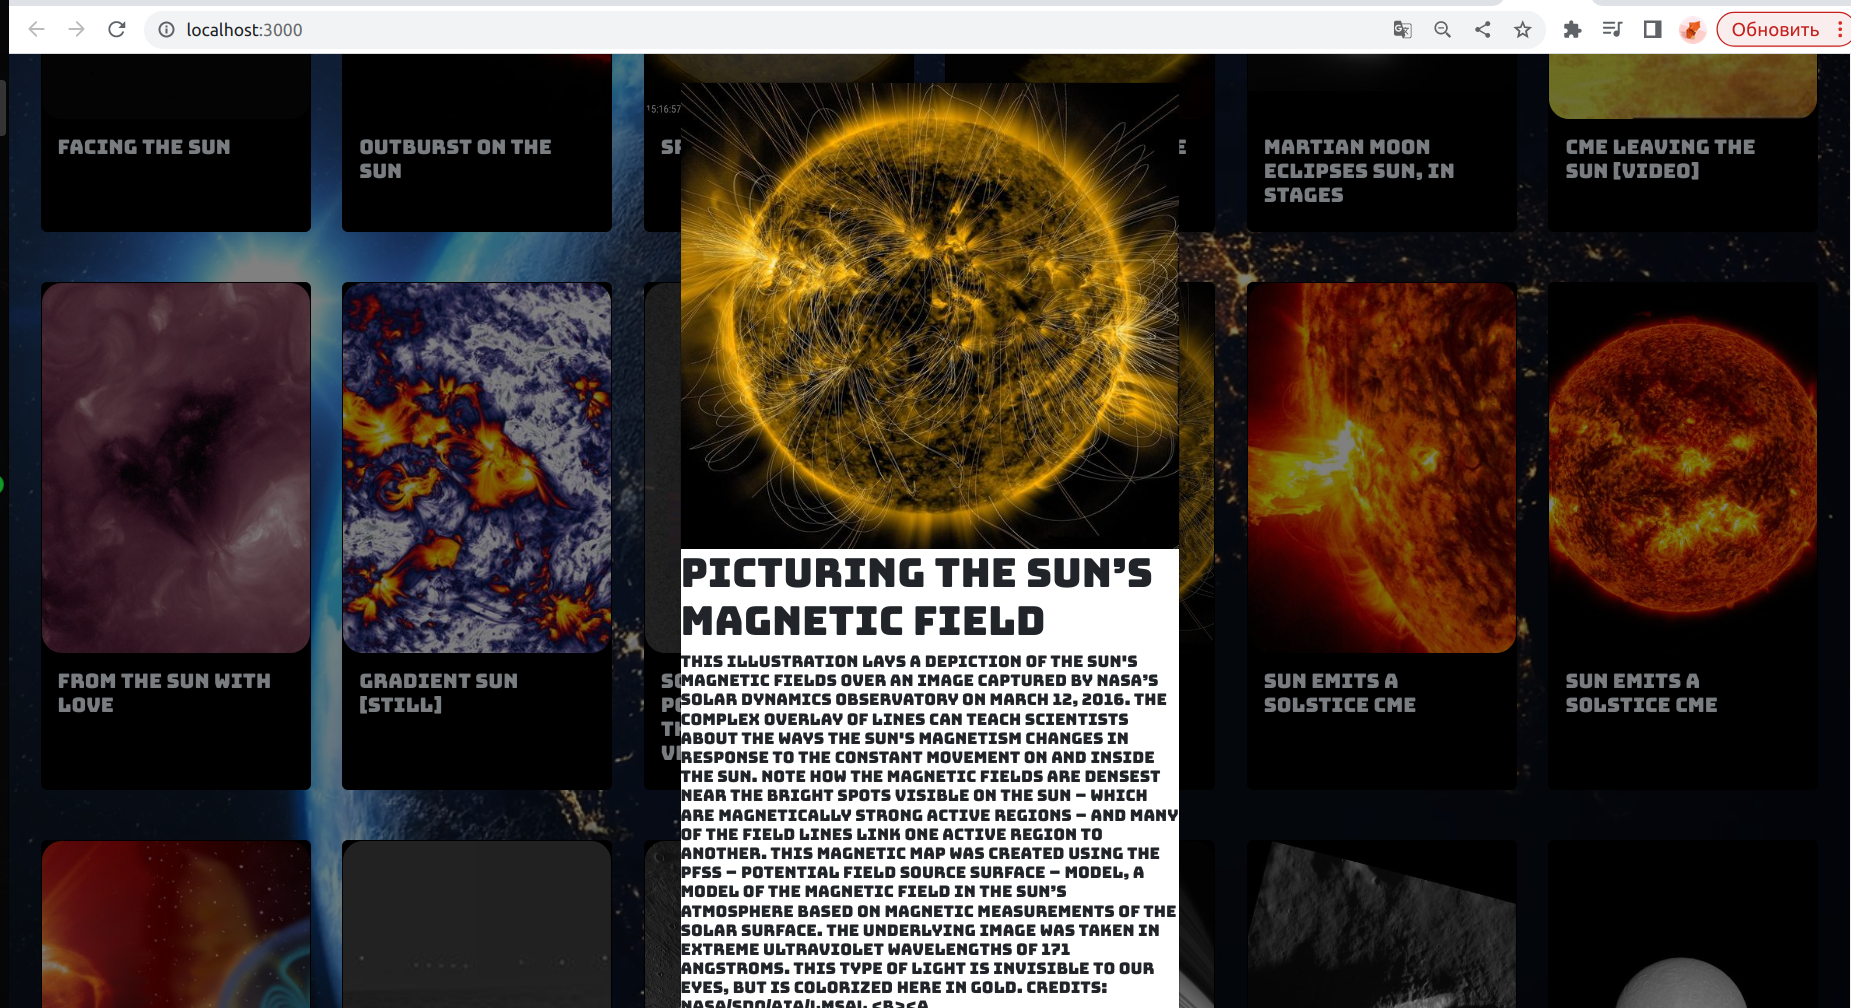 localhost:3000
Обновить
15:16:57
FACING THE SUN
OUTBURST ON THE
SUN
MARTIAN MOON
ECLIPSES SUN, IN
STAGES
CME LEAVING THE
SUN [VIDEO]
FROM THE SUN WITH
LOVE
GRADIENT SUN
[STILL]
SUN EMITS A
SOLSTICE CME
SUN EMITS A
SOLSTICE CME
PICTURING THE SUN’S
MAGNETIC FIELD
THIS ILLUSTRATION LAYS A DEPICTION OF THE SUN'S
MAGNETIC FIELDS OVER AN IMAGE CAPTURED BY NASA’S
SOLAR DYNAMICS OBSERVATORY ON MARCH 12, 2016. THE
COMPLEX OVERLAY OF LINES CAN TEACH SCIENTISTS
ABOUT THE WAYS THE SUN'S MAGNETISM CHANGES IN
RESPONSE TO THE CONSTANT MOVEMENT ON AND INSIDE
THE SUN. NOTE HOW THE MAGNETIC FIELDS ARE DENSEST
NEAR THE BRIGHT SPOTS VISIBLE ON THE SUN – WHICH
ARE MAGNETICALLY STRONG ACTIVE REGIONS – AND MANY
OF THE FIELD LINES LINK ONE ACTIVE REGION TO
ANOTHER. THIS MAGNETIC MAP WAS CREATED USING THE
PFSS – POTENTIAL FIELD SOURCE SURFACE – MODEL, A
MODEL OF THE MAGNETIC FIELD IN THE SUN’S
ATMOSPHERE BASED ON MAGNETIC MEASUREMENTS OF THE
SOLAR SURFACE. THE UNDERLYING IMAGE WAS TAKEN IN
EXTREME ULTRAVIOLET WAVELENGTHS OF 171
ANGSTROMS. THIS TYPE OF LIGHT IS INVISIBLE TO OUR
EYES, BUT IS COLORIZED HERE IN GOLD. CREDITS:
NASA/SDO/AIA/LMSAL <B><A